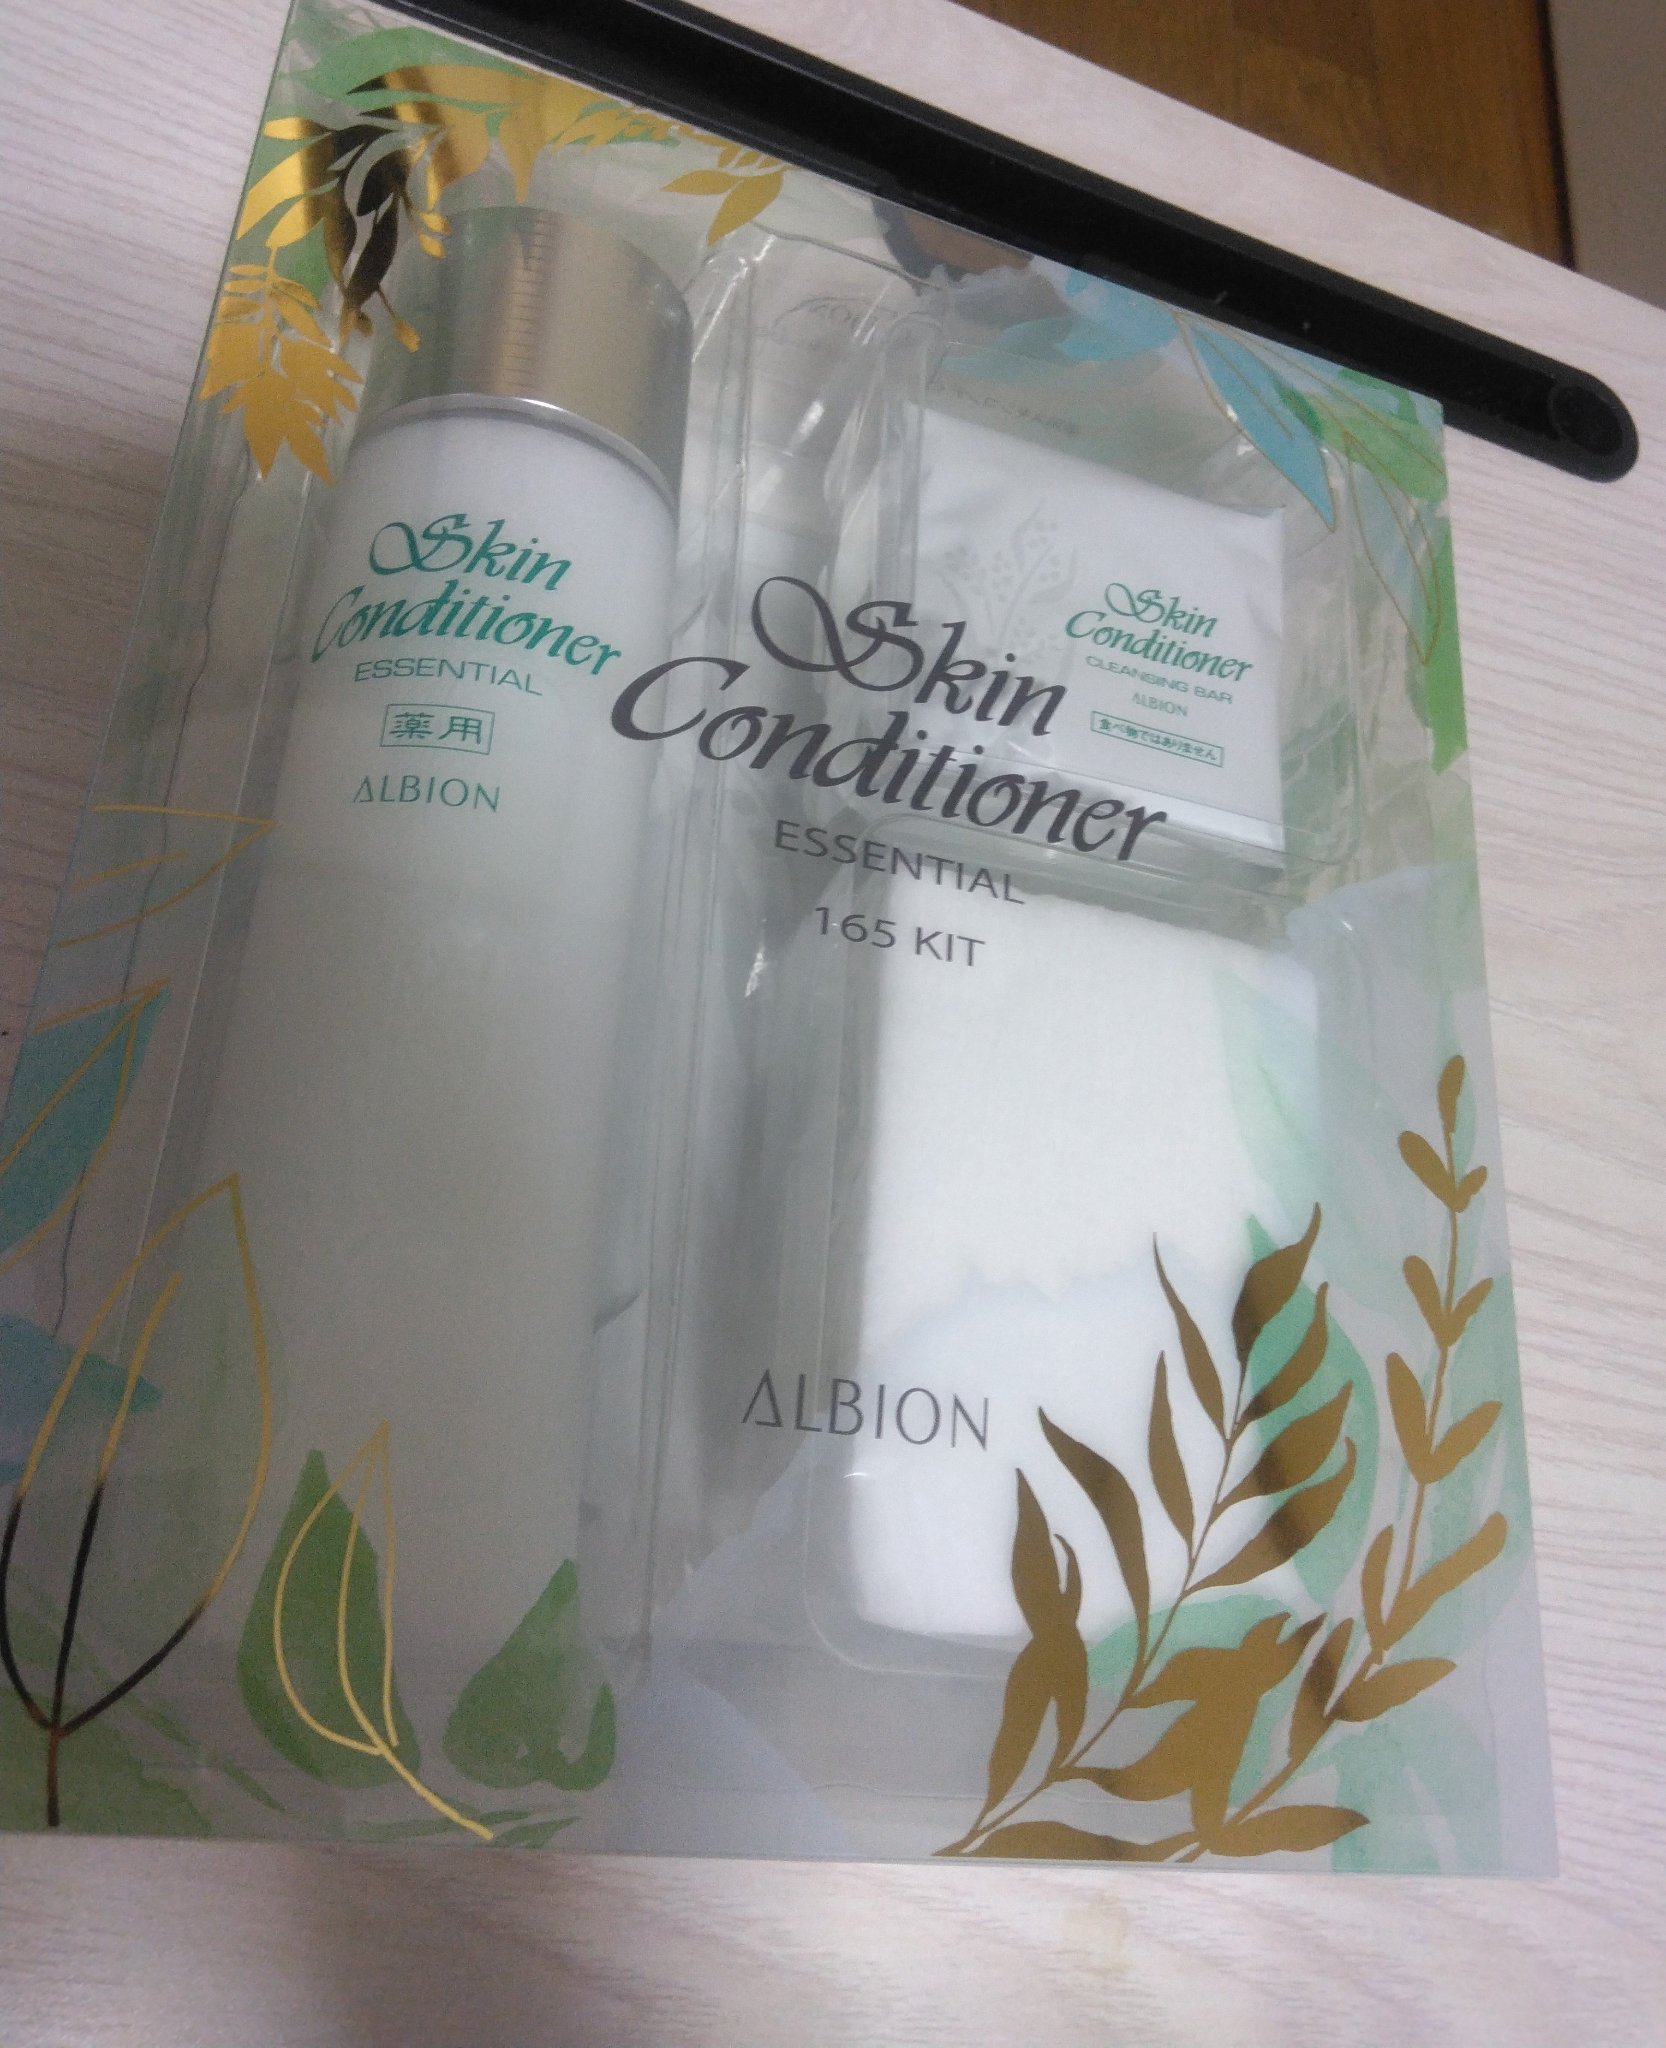 Skin
Conditioner
ESSENTIAL
薬用
ALBION
Skin
Conditioner
CLEANSING BAR
ALBION
食べ物ではありません
Skin
Conditioner
ESSENTIAL
165 KIT
ALBION